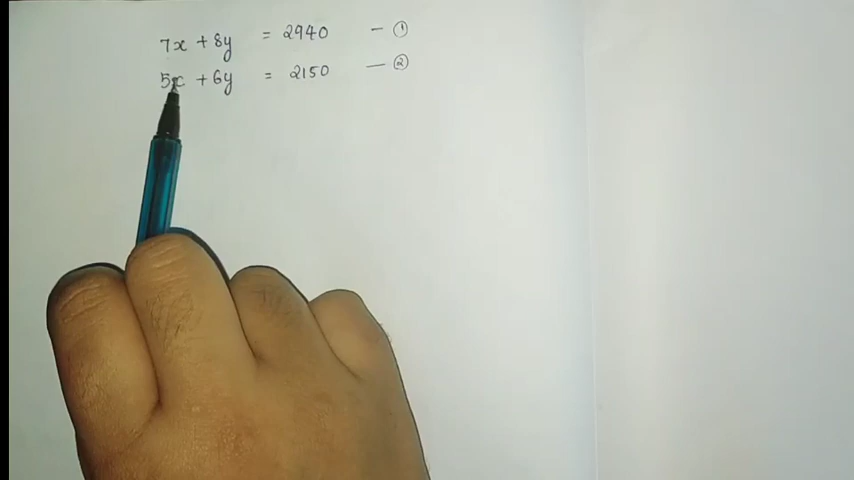 7x + 8y = 2940 — ①
5x + 6y = 2150 — ②